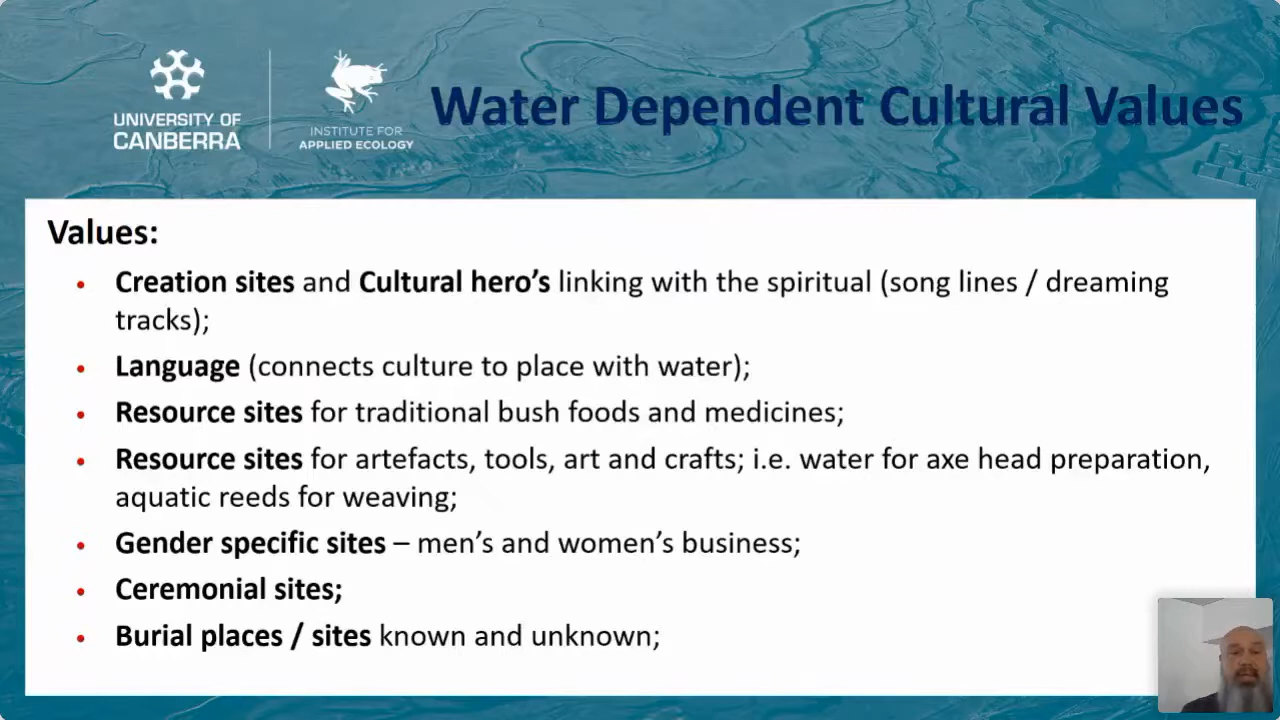 UNIVERSITY OF
CANBERRA
INSTITUTE FOR
APPLIED ECOLOGY
Water Dependent Cultural Values
Values:
• Creation sites and Cultural hero’s linking with the spiritual (song lines / dreaming
tracks);
• Language (connects culture to place with water);
• Resource sites for traditional bush foods and medicines;
• Resource sites for artefacts, tools, art and crafts; i.e. water for axe head preparation,
aquatic reeds for weaving;
• Gender specific sites – men’s and women’s business;
• Ceremonial sites;
• Burial places / sites known and unknown;